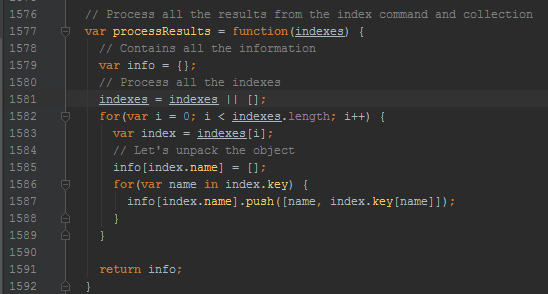 1576 // Process all the results from the index command and collection
1577 var processResults = function(indexes) {
1578 // Contains all the information
1579 var info = {};
1580 // Process all the indexes
1581 indexes = indexes || [];
1582 for(var i = 0; i < indexes.length; i++) {
1583 var index = indexes[i];
1584 // Let's unpack the object
1585 info[index.name] = [];
1586 for(var name in index.key) {
1587 info[index.name].push([name, index.key[name]]);
1588 }
1589 }
1590
1591 return info;
1592 }